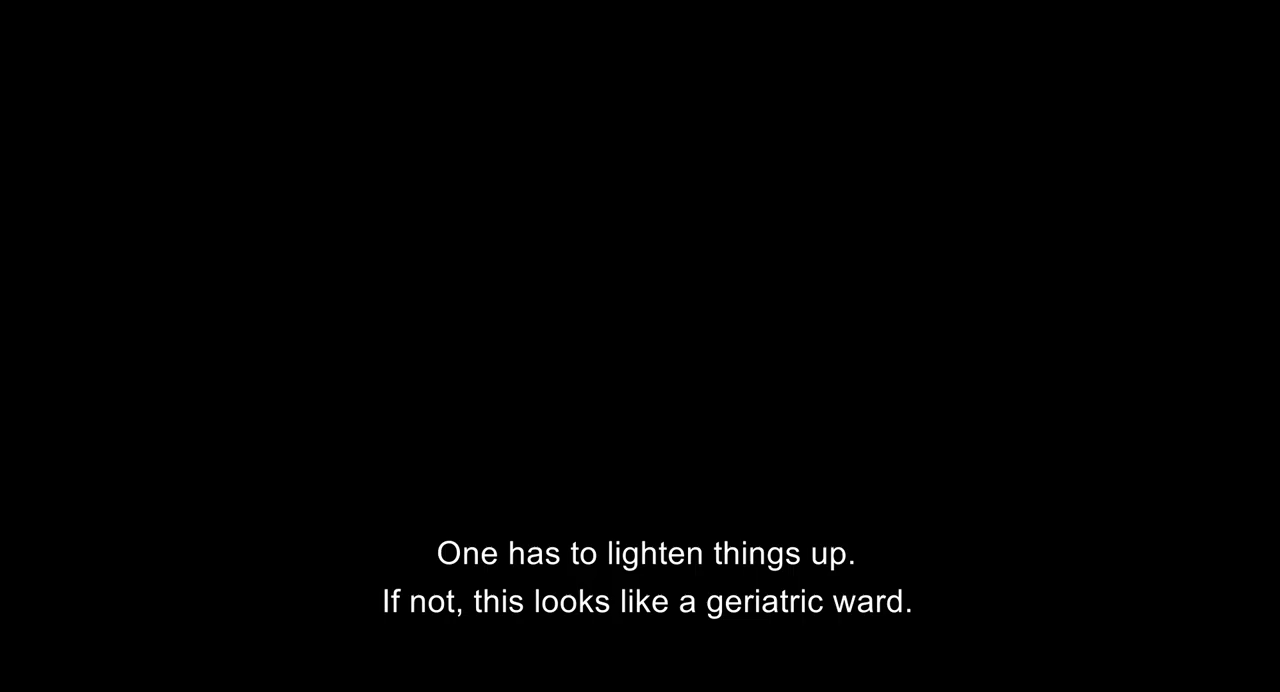 One has to lighten things up.
If not, this looks like a geriatric ward.